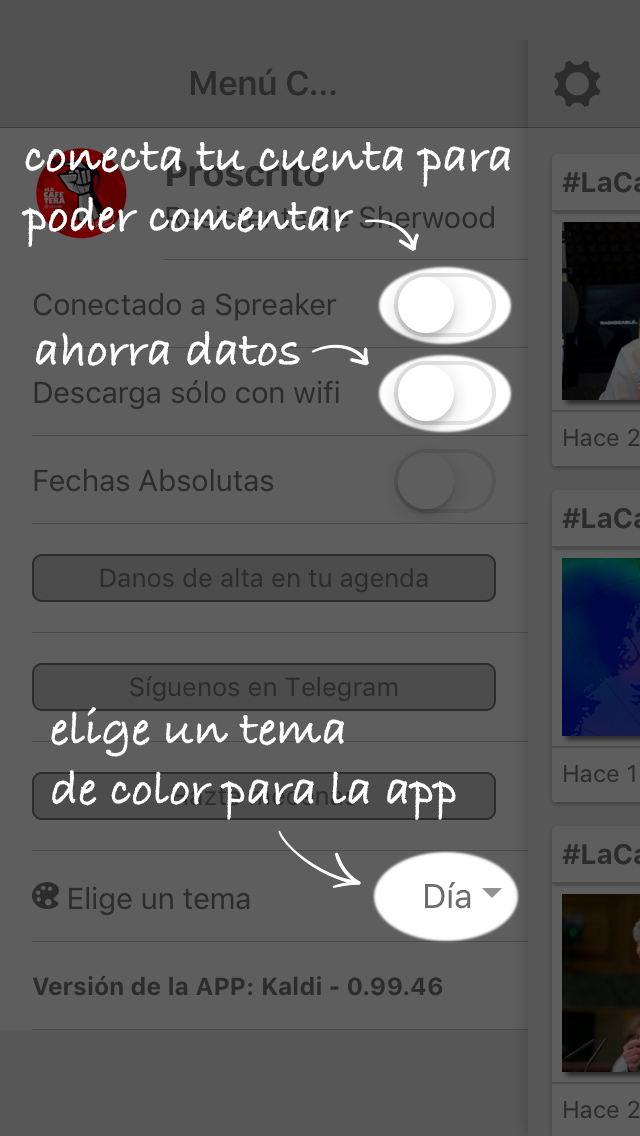 Menú C...
conecta tu cuenta para
Proscrito
poder comentar
Sherwood
#LaCa
LA
CAFE
TERA
Conectado a Spreaker
ahorra datos
Descarga sólo con wifi
Hace 2
Fechas Absolutas
#LaCa
Danos de alta en tu agenda
Síguenos en Telegram
elige un tema
Hace 1
de color para la app
#LaCa
Elige un tema
Día
Versión de la APP: Kaldi - 0.99.46
Hace 2